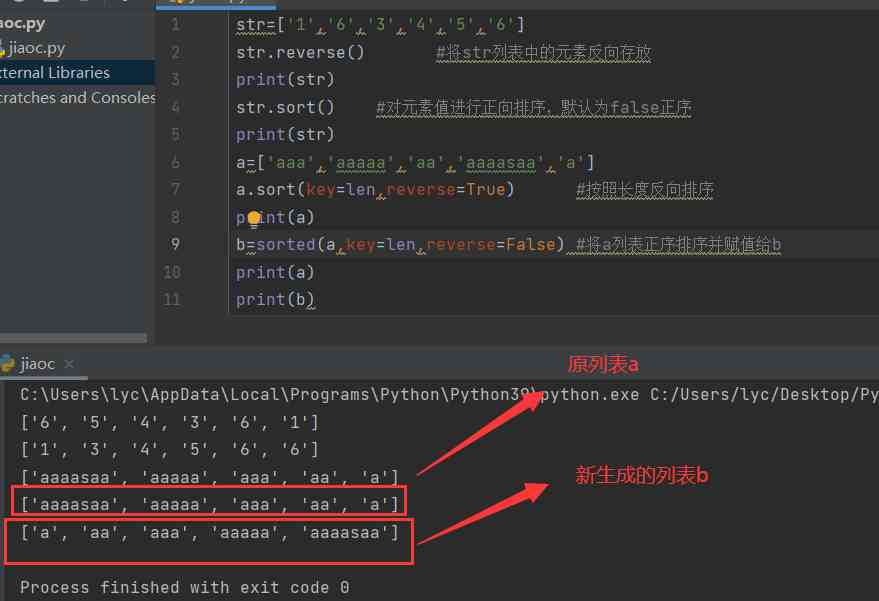 oc.py
jiaoc.py
ternal Libraries
cratches and Consoles
1 str=['1','6','3','4','5','6']
2 str.reverse() #将str列表中的元素反向存放
3 print(str)
4 str.sort() #对元素值进行正向排序，默认为false正序
5 print(str)
6 a=['aaa','aaaaa','aa','aaaasaa','a']
7 a.sort(key=len,reverse=True) #按照长度反向排序
8 print(a)
9 b=sorted(a,key=len,reverse=False) #将a列表正序排序并赋值给b
10 print(a)
11 print(b)
jiaoc
原列表a
C:\Users\lyc\AppData\Local\Programs\Python\Python39\python.exe C:/Users/lyc/Desktop/Py
['6', '5', '4', '3', '6', '1']
['1', '3', '4', '5', '6', '6']
['aaaasaa', 'aaaaa', 'aaa', 'aa', 'a']
新生成的列表b
['aaaasaa', 'aaaaa', 'aaa', 'aa', 'a']
['a', 'aa', 'aaa', 'aaaaa', 'aaaasaa']
Process finished with exit code 0